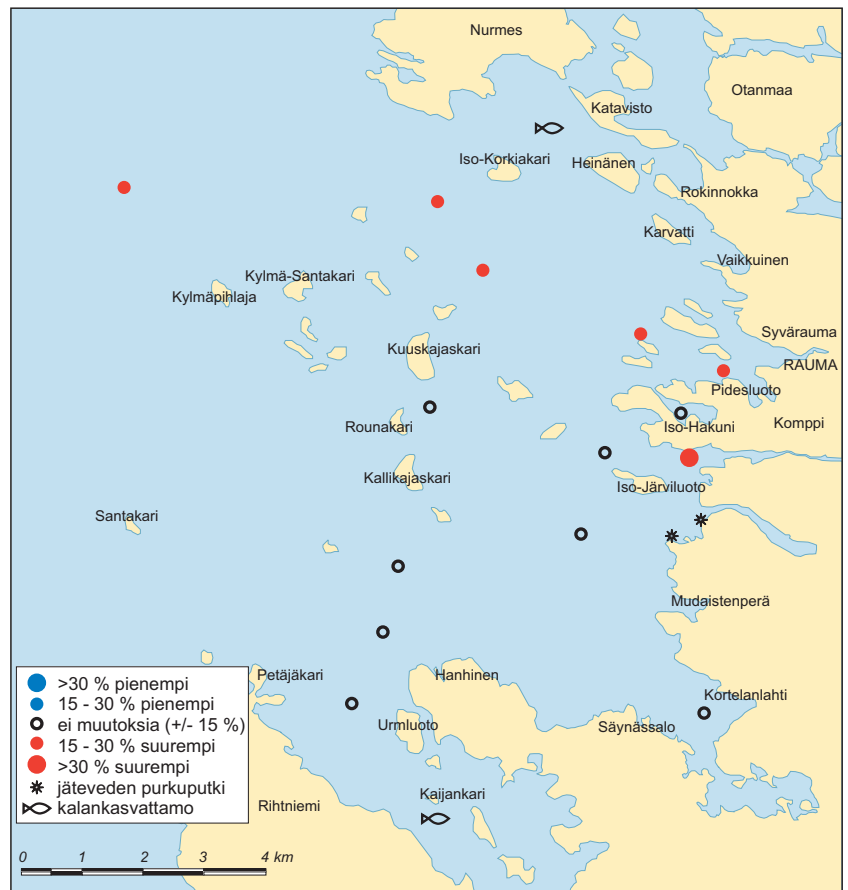 Nurmes
Otanmaa
Katavisto
Iso-Korkiakari
Heinänen
Rokinnokka
Karvatti
Vaikkuinen
Kylmä-Santakari
Kylmäpihlaja
Syvärauma
Kuuskajaskari
RAUMA
Pidesluoto
Rounakari
Iso-Hakuni
Komppi
Kallikajaskari
Iso-Järviluoto
Santakari
Mudaistenperä
Petäjäkari
Hanhinen
Kortelanlahti
Urmluoto
Säynässalo
Kaijankari
Rihtniemi
>30 % pienempi
15 - 30 % pienempi
ei muutoksia (+/- 15 %)
15 - 30 % suurempi
>30 % suurempi
jäteveden purkuputki
kalankasvattamo
0 1 2 3 4 km